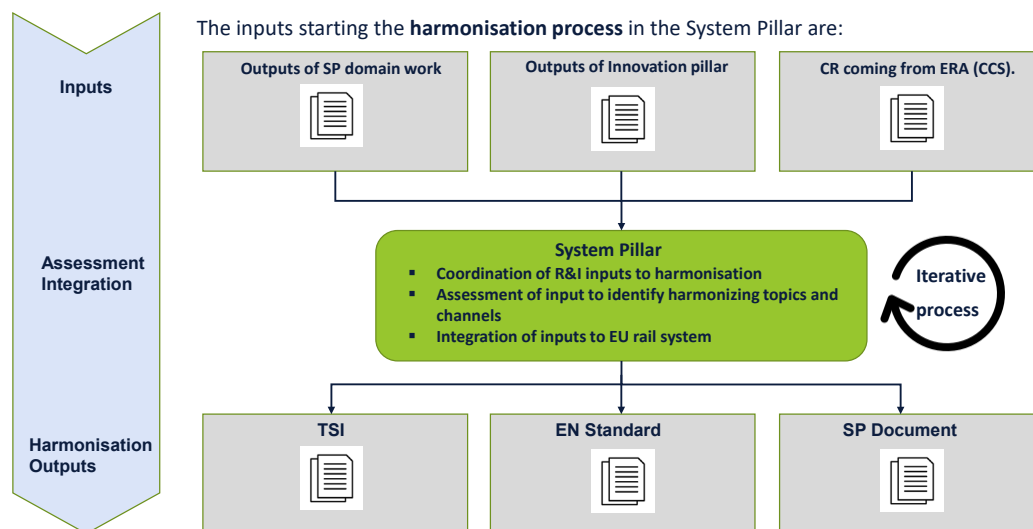 The inputs starting the harmonisation process in the System Pillar are:
Inputs
Outputs of SP domain work
Outputs of Innovation pillar
CR coming from ERA (CCS).
Assessment
Integration
System Pillar
▪ Coordination of R&I inputs to harmonisation
▪ Assessment of input to identify harmonizing topics and
channels
▪ Integration of inputs to EU rail system
Iterative
process
Harmonisation
Outputs
TSI
EN Standard
SP Document